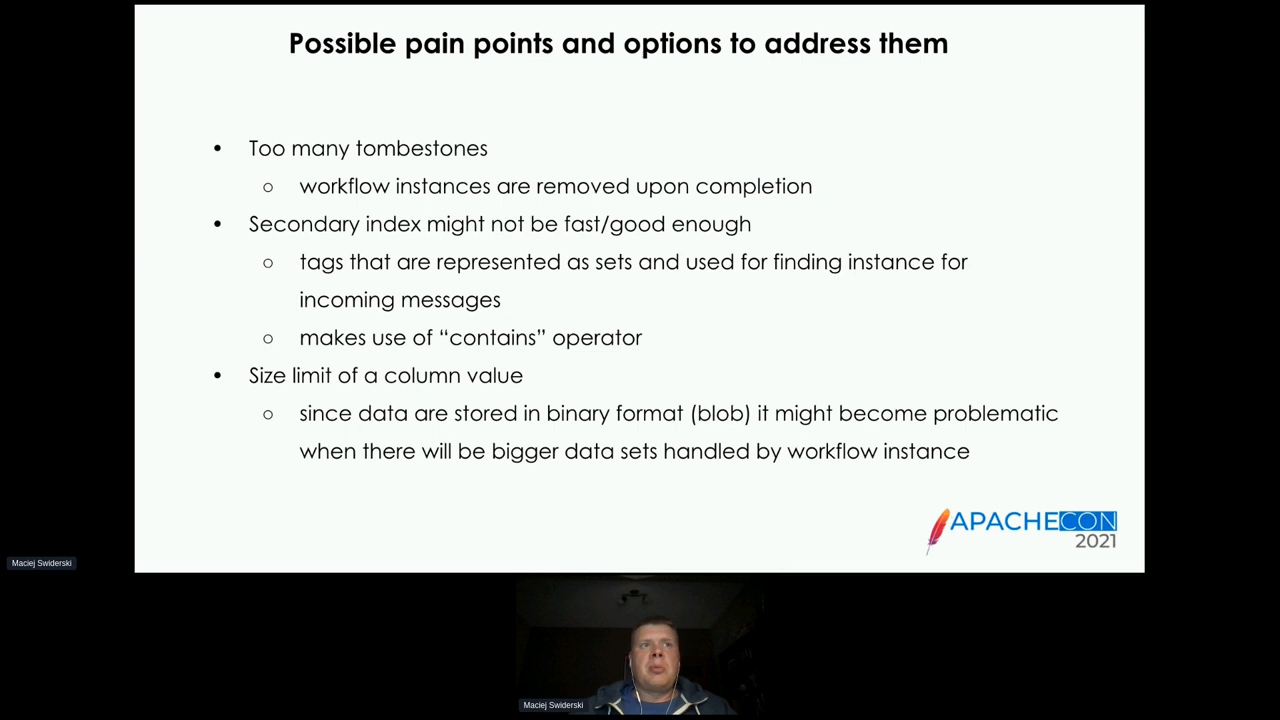 Possible pain points and options to address them
• Too many tombestones
○ workflow instances are removed upon completion
• Secondary index might not be fast/good enough
○ tags that are represented as sets and used for finding instance for
incoming messages
○ makes use of “contains” operator
• Size limit of a column value
○ since data are stored in binary format (blob) it might become problematic
when there will be bigger data sets handled by workflow instance
APACHECON
2021
Maciej Swiderski
Maciej Swiderski